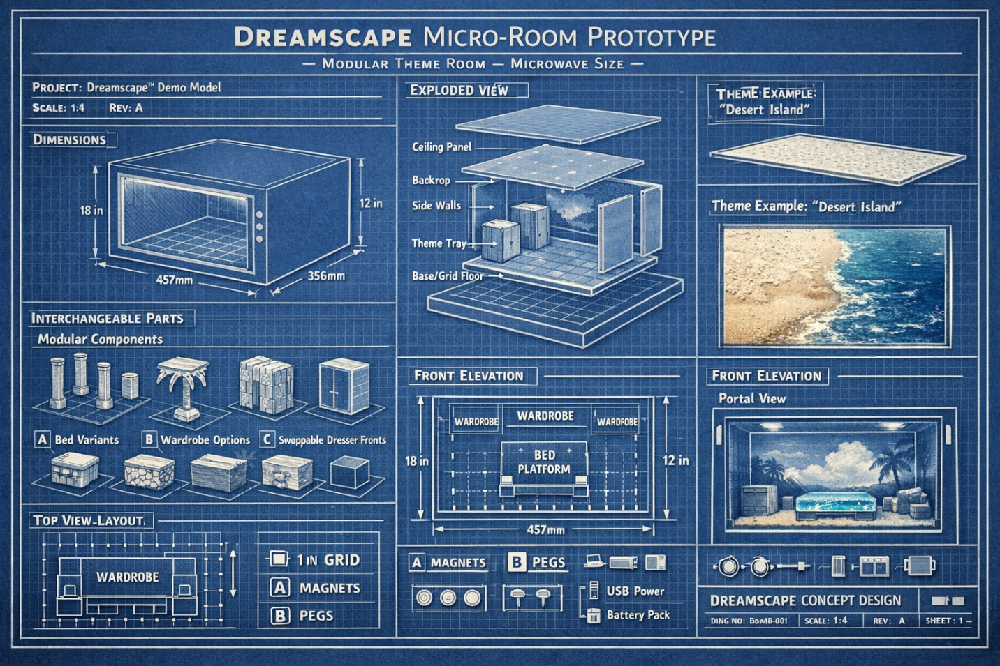 DREAMSCAPE MICRO-ROOM PROTOTYPE
— MODULAR THEME ROOM — MICROWAVE SIZE —
PROJECT: Dreamscape™ Demo Model
SCALE: 1:4 REV: A
DIMENSIONS
18 in
12 in
457mm
356mm
INTERCHANGEABLE PARTS
Modular Components
A Bed Variants
B Wardrobe Options
C Swappable Dresser Fronts
TOP VIEW-LAYOUT.
WARDROBE
1 IN GRID
A MAGNETS
B PEGS
EXPLODED VIEW
Ceiling Panel
Backrop
Side Walls
Theme Tray
Base/Grid Floor
FRONT ELEVATION
WARDROBE
WARDROBE
WARDROBE
BED
PLATFORM
18 in
12 in
457mm
A MAGNETS
B PEGS
USB Power
Battery Pack
THEME EXAMPLE:
"Desert Island"
Theme Example: "Desert Island"
FRONT ELEVATION
Portal View
DREAMSCAPE CONCEPT DESIGN
DING NO: BoMB-001 SCALE: 1:4 REV: A SHEET: 1 –